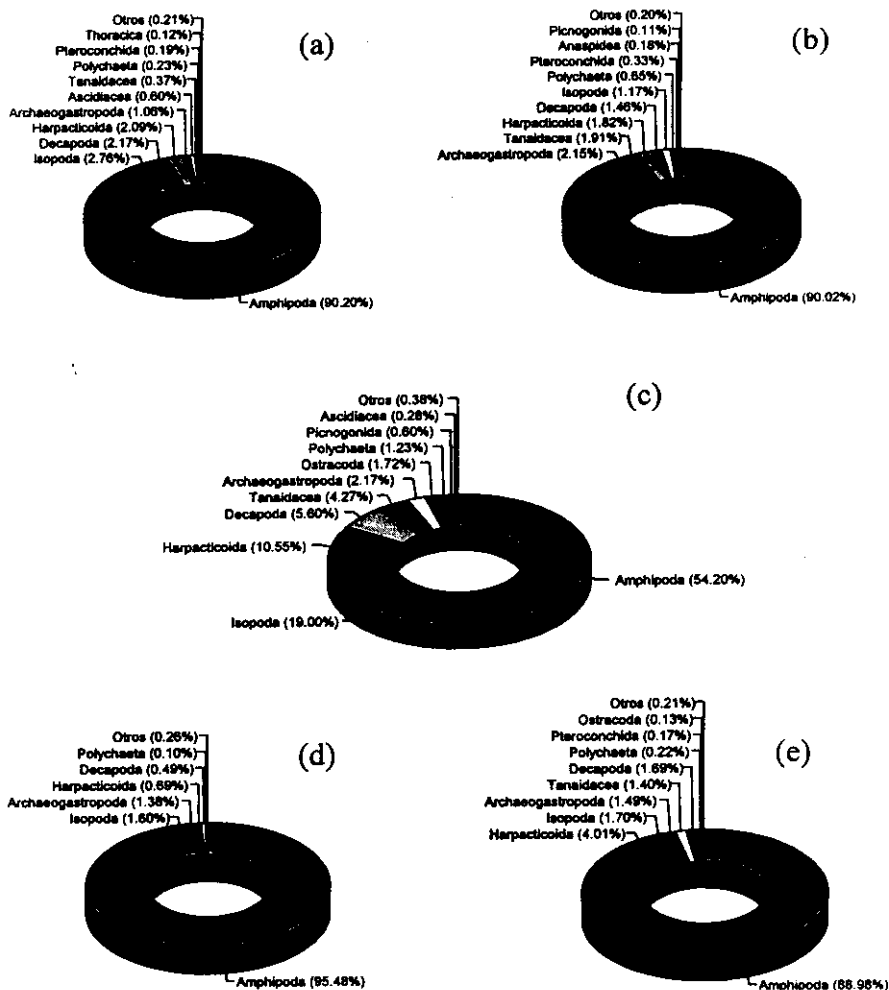 (a)
Otros (0.21%)
Thoracica (0.12%)
Pteroconchida (0.19%)
Polychaeta (0.23%)
Tanaidacea (0.37%)
Ascidiacea (0.60%)
Archaeogastropoda (1.06%)
Harpacticoida (2.09%)
Decapoda (2.17%)
Isopoda (2.76%)
Amphipoda (90.20%)
(b)
Otros (0.20%)
Picnogonida (0.11%)
Anaspidea (0.18%)
Pteroconchida (0.33%)
Polychaeta (0.65%)
Isopoda (1.17%)
Decapoda (1.46%)
Harpacticoida (1.82%)
Tanaidacea (1.91%)
Archaeogastropoda (2.15%)
Amphipoda (90.02%)
(c)
Otros (0.38%)
Ascidiacea (0.28%)
Picnogonida (0.60%)
Polychaeta (1.23%)
Ostracoda (1.72%)
Archaeogastropoda (2.17%)
Tanaidacea (4.27%)
Decapoda (5.60%)
Harpacticoida (10.55%)
Amphipoda (54.20%)
Isopoda (19.00%)
(d)
Otros (0.26%)
Polychaeta (0.10%)
Decapoda (0.49%)
Harpacticoida (0.69%)
Archaeogastropoda (1.38%)
Isopoda (1.60%)
Amphipoda (95.48%)
(e)
Otros (0.21%)
Ostracoda (0.13%)
Pteroconchida (0.17%)
Polychaeta (0.22%)
Decapoda (1.69%)
Tanaidacea (1.40%)
Archaeogastropoda (1.49%)
Isopoda (1.70%)
Harpacticoida (4.01%)
Amphipoda (88.98%)